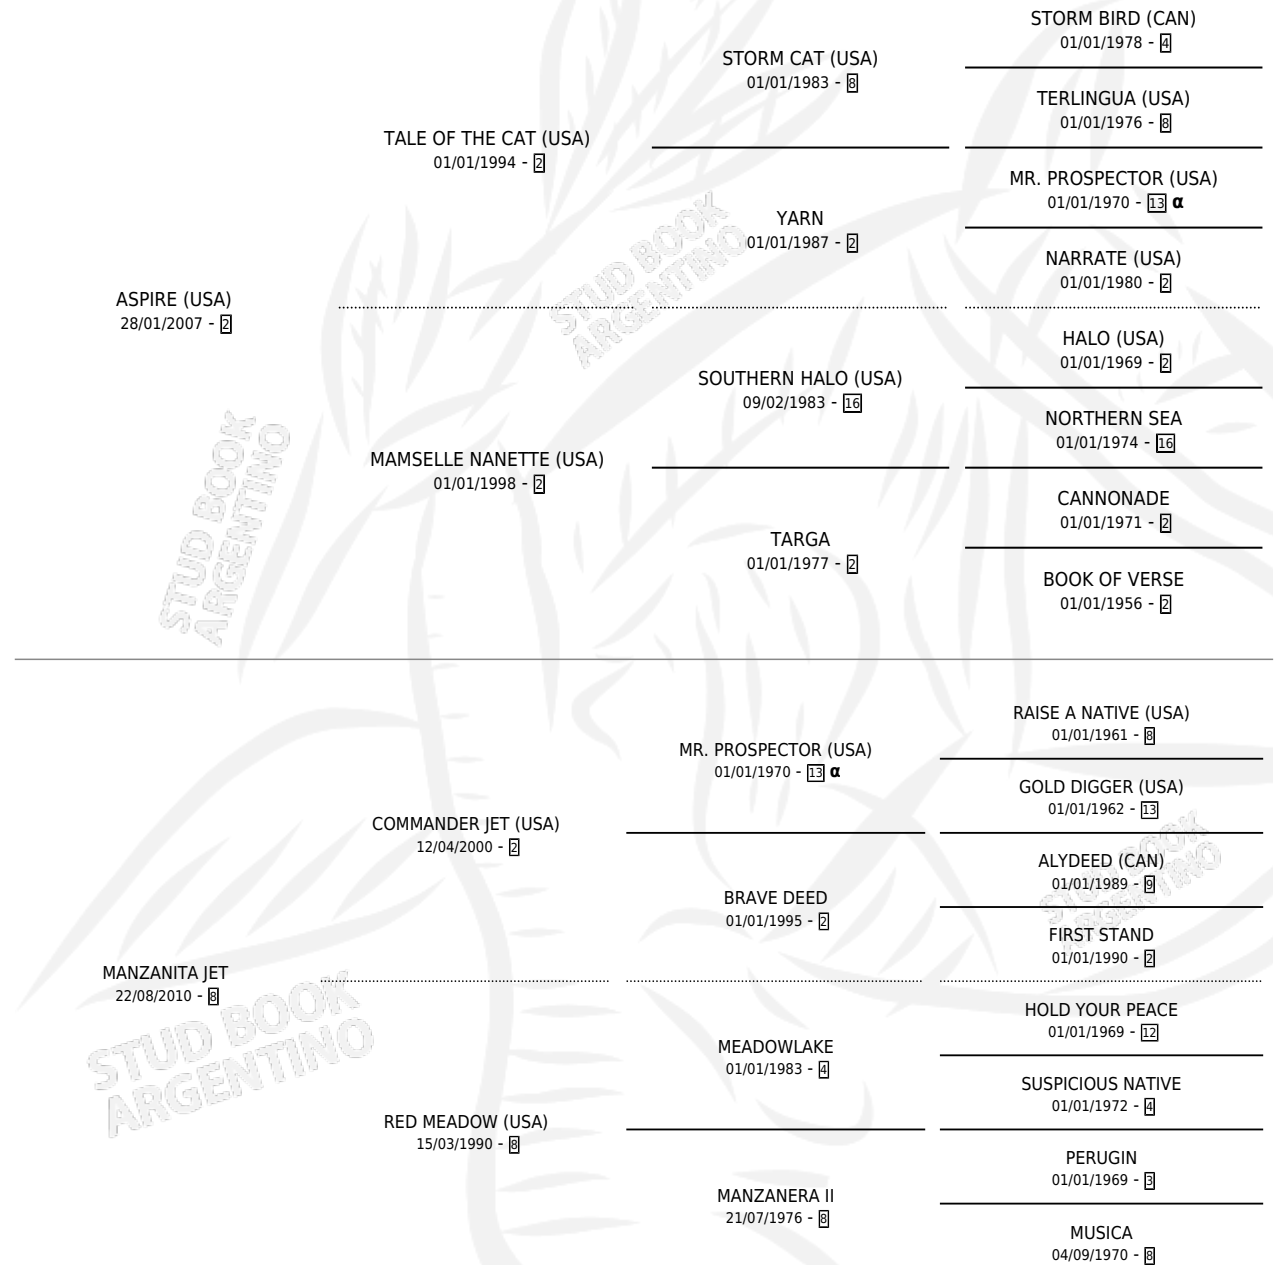 STORM BIRD (CAN)
01/01/1978 - 4
STORM CAT (USA)
01/01/1983 - 8
TERLINGUA (USA)
01/01/1976 - 8
TALE OF THE CAT (USA)
01/01/1994 - 2
MR. PROSPECTOR (USA)
01/01/1970 - 13 α
YARN
01/01/1987 - 2
NARRATE (USA)
01/01/1980 - 2
ASPIRE (USA)
28/01/2007 - 2
HALO (USA)
01/01/1969 - 2
SOUTHERN HALO (USA)
09/02/1983 - 16
NORTHERN SEA
01/01/1974 - 16
MAMSELLE NANETTE (USA)
01/01/1998 - 2
CANNONADE
01/01/1971 - 2
TARGA
01/01/1977 - 2
BOOK OF VERSE
01/01/1956 - 2
RAISE A NATIVE (USA)
01/01/1961 - 8
MR. PROSPECTOR (USA)
01/01/1970 - 13 α
GOLD DIGGER (USA)
01/01/1962 - 13
COMMANDER JET (USA)
12/04/2000 - 2
ALYDEED (CAN)
01/01/1989 - 9
BRAVE DEED
01/01/1995 - 2
FIRST STAND
01/01/1990 - 2
MANZANITA JET
22/08/2010 - 8
HOLD YOUR PEACE
01/01/1969 - 12
MEADOWLAKE
01/01/1983 - 4
SUSPICIOUS NATIVE
01/01/1972 - 4
RED MEADOW (USA)
15/03/1990 - 8
PERUGIN
01/01/1969 - 3
MANZANERA II
21/07/1976 - 8
MUSICA
04/09/1970 - 8
STUD BOOK
ARGENTINO
STUD BOOK
ARGENTINO
STUD BOOK
ARGENTINO
STUD BOOK
ARGENTINO